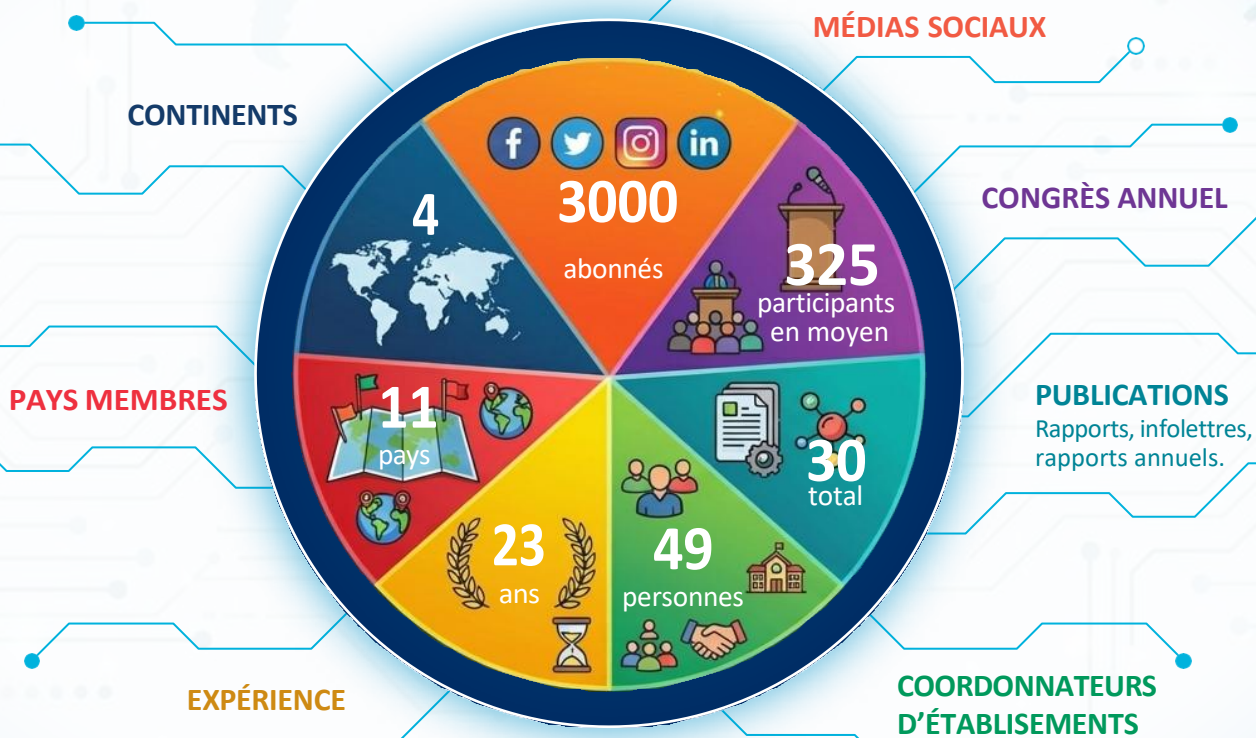 MÉDIAS SOCIAUX
3000
abonnés
CONGRÈS ANNUEL
325
participants
en moyen
PUBLICATIONS
Rapports, infolettres,
rapports annuels.
30
total
COORDONNATEURS
D’ÉTABLISEMENTS
49
personnes
EXPÉRIENCE
23
ans
PAYS MEMBRES
11
pays
CONTINENTS
4